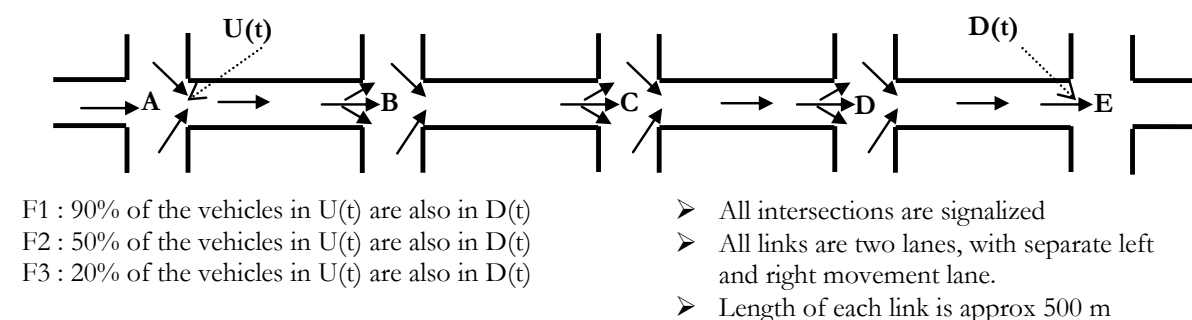 U(t)
D(t)
A
B
C
D
E
F1 : 90% of the vehicles in U(t) are also in D(t)
F2 : 50% of the vehicles in U(t) are also in D(t)
F3 : 20% of the vehicles in U(t) are also in D(t)
➢ All intersections are signalized
➢ All links are two lanes, with separate left
and right movement lane.
➢ Length of each link is approx 500 m